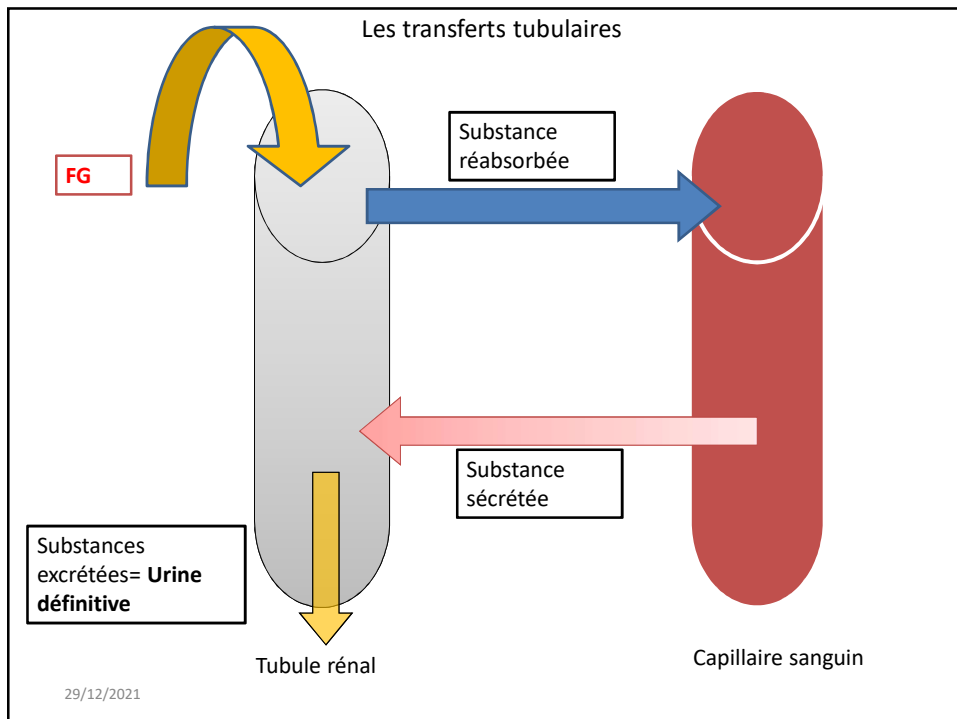 Les transferts tubulaires
Substance
réabsorbée
FG
Substance
sécrétée
Substances
excrétées= Urine
définitive
Tubule rénal
Capillaire sanguin
29/12/2021